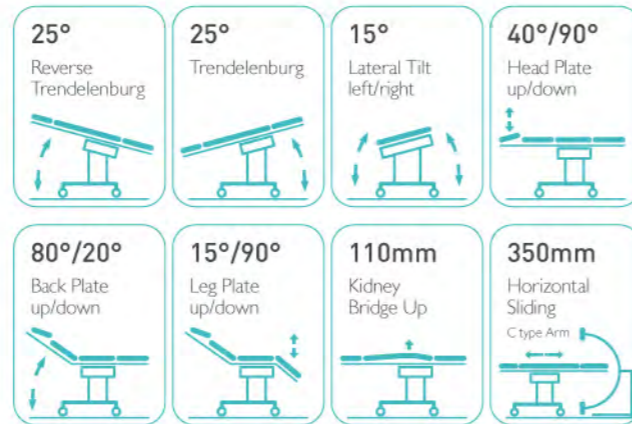 25°
Reverse
Trendelenburg
25°
Trendelenburg
15°
Lateral Tilt
left/right
40°/90°
Head Plate
up/down
80°/20°
Back Plate
up/down
15°/90°
Leg Plate
up/down
110mm
Kidney
Bridge Up
350mm
Horizontal
Sliding
C type Arm